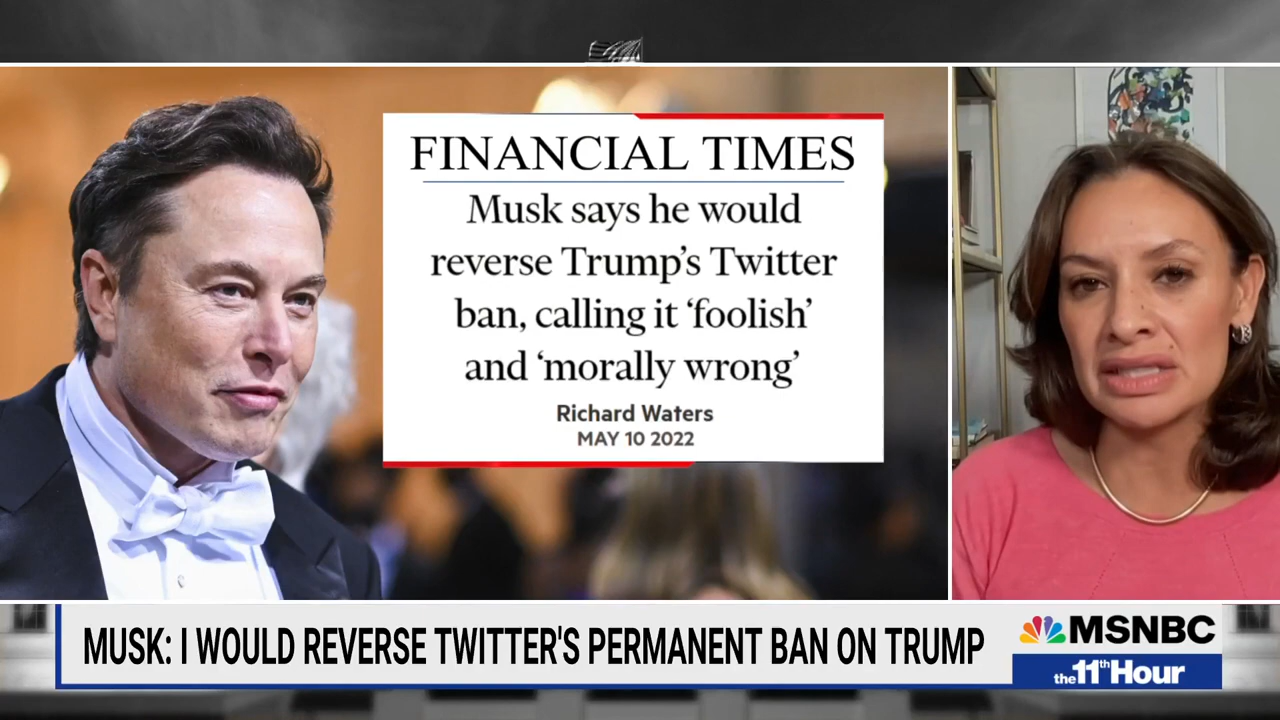 FINANCIAL TIMES
Musk says he would
reverse Trump's Twitter
ban, calling it ‘foolish’
and ‘morally wrong’
Richard Waters
MAY 10 2022
MUSK: I WOULD REVERSE TWITTER'S PERMANENT BAN ON TRUMP
MSNBC
the 11th Hour